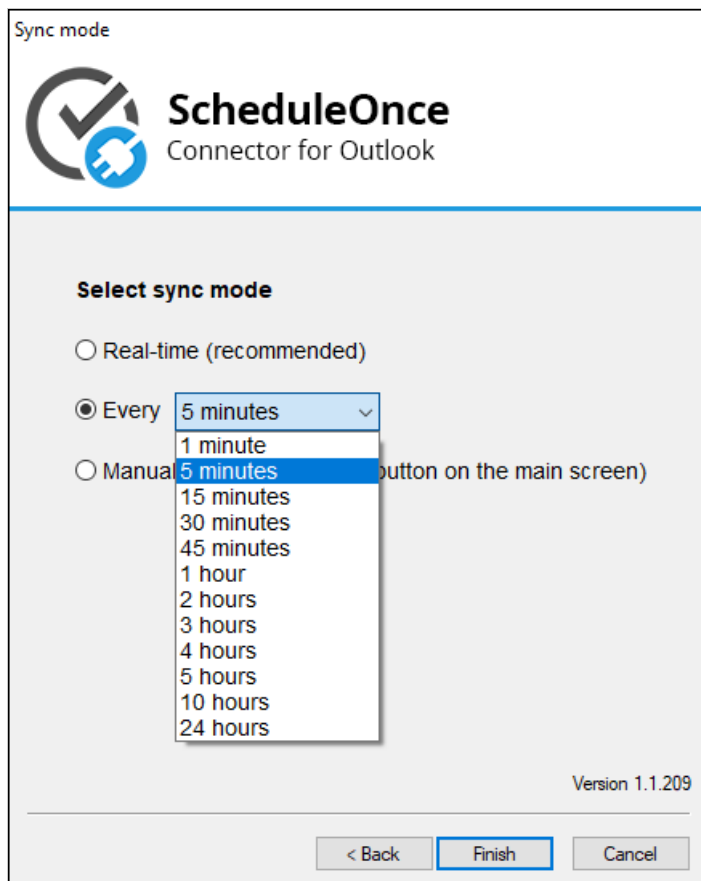 Sync mode
ScheduleOnce
Connector for Outlook
Select sync mode
Real-time (recommended)
Every 5 minutes
1 minute
Manual 5 minutes button on the main screen)
15 minutes
30 minutes
45 minutes
1 hour
2 hours
3 hours
4 hours
5 hours
10 hours
24 hours
Version 1.1.209
< Back Finish Cancel